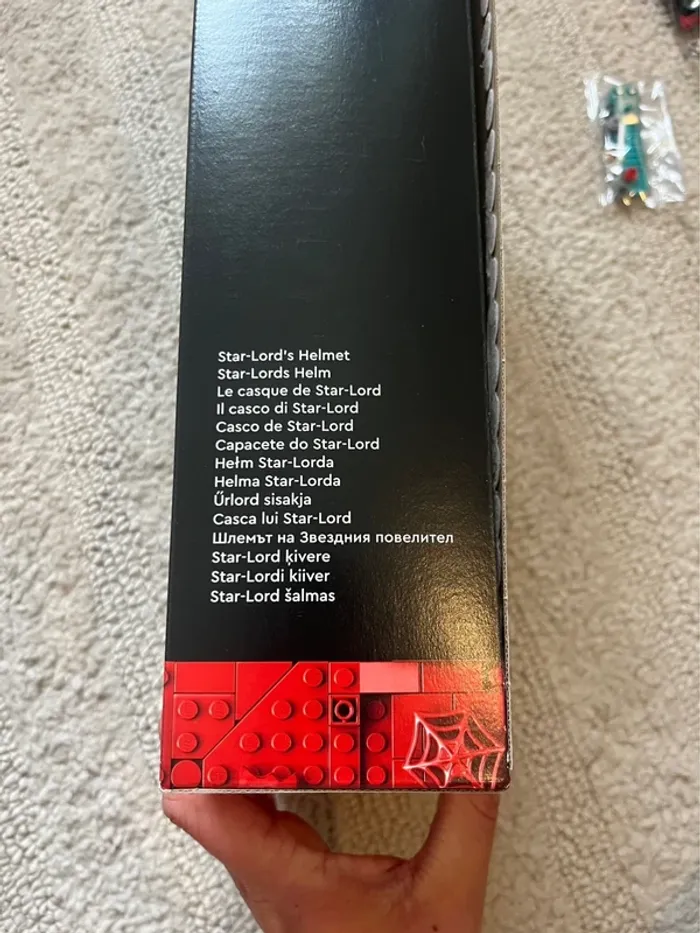 Star-Lord's Helmet
Star-Lords Helm
Le casque de Star-Lord
Il casco di Star-Lord
Casco de Star-Lord
Capacete do Star-Lord
Hełm Star-Lorda
Helma Star-Lorda
Űrlord sisakja
Casca lui Star-Lord
Шлемът на Звездния повелител
Star-Lord ķivere
Star-Lordi kiiver
Star-Lord šalmas